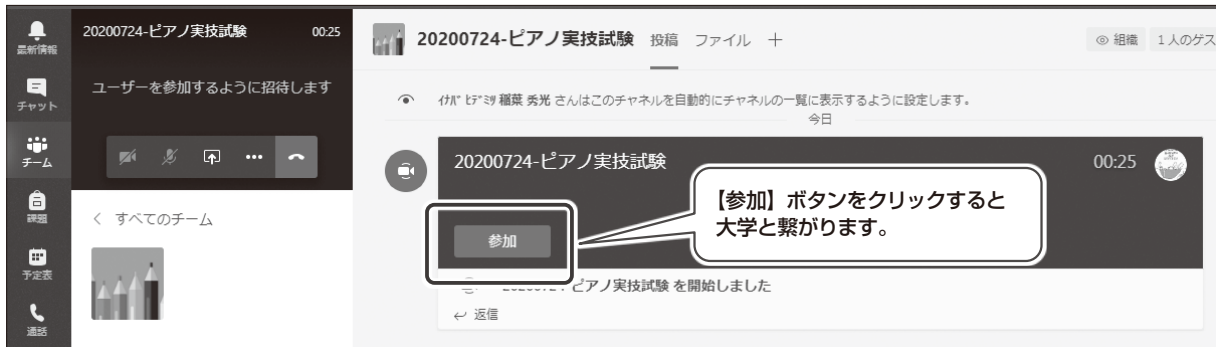 最新情報
チャット
チーム
課題
予定表
通話
20200724-ピアノ実技試験 00:25
ユーザーを参加するように招待します
すべてのチーム
20200724-ピアノ実技試験 投稿 ファイル
組織 1人のゲス
ｲﾅﾊﾞ ﾋﾃﾞﾐﾂ 稲葉 秀光 さんはこのチャネルを自動的にチャネルの一覧に表示するように設定します。
今日
20200724-ピアノ実技試験 00:25
参加
【参加】ボタンをクリックすると
大学と繋がります。
20200724-ピアノ実技試験 を開始しました
返信